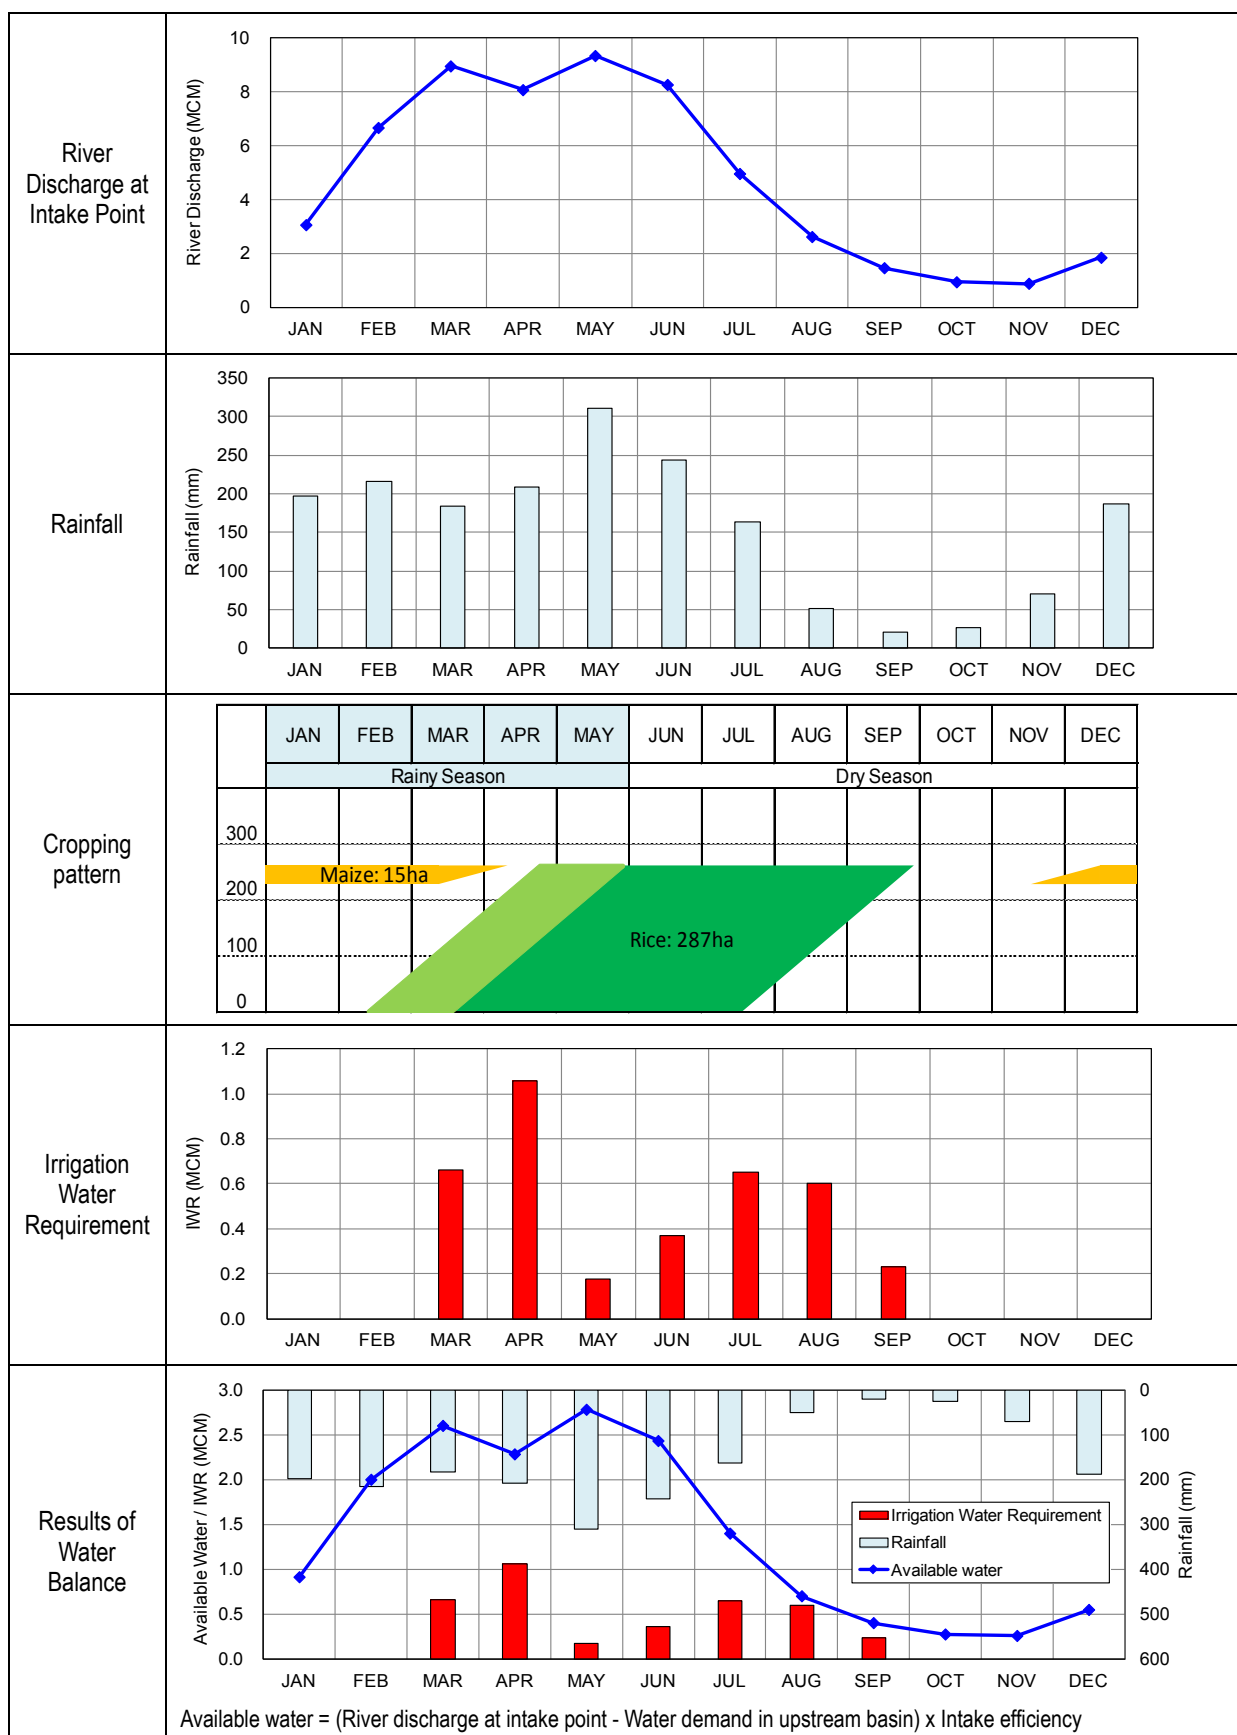 River
Discharge at
Intake Point
River Discharge (MCM)
10
8
6
4
2
0
JAN FEB MAR APR MAY JUN JUL AUG SEP OCT NOV DEC
Rainfall
Rainfall (mm)
350
300
250
200
150
100
50
0
JAN FEB MAR APR MAY JUN JUL AUG SEP OCT NOV DEC
Cropping
pattern
JAN FEB MAR APR MAY JUN JUL AUG SEP OCT NOV DEC
Rainy Season Dry Season
300
Maize: 15ha
200
Rice: 287ha
100
0
Irrigation
Water
Requirement
IWR (MCM)
1.2
1.0
0.8
0.6
0.4
0.2
0.0
JAN FEB MAR APR MAY JUN JUL AUG SEP OCT NOV DEC
Results of
Water
Balance
Available Water / IWR (MCM)
3.0
2.5
2.0
1.5
1.0
0.5
0.0
0
100
200
300
400
500
600
Rainfall (mm)
Irrigation Water Requirement
Rainfall
Available water
JAN FEB MAR APR MAY JUN JUL AUG SEP OCT NOV DEC
Available water = (River discharge at intake point - Water demand in upstream basin) x Intake efficiency